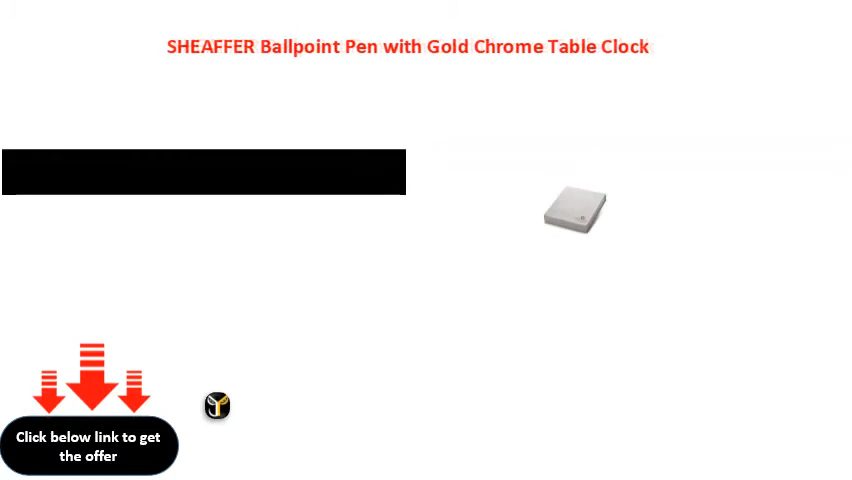 SHEAFFER Ballpoint Pen with Gold Chrome Table Clock
Click below link to get
the offer